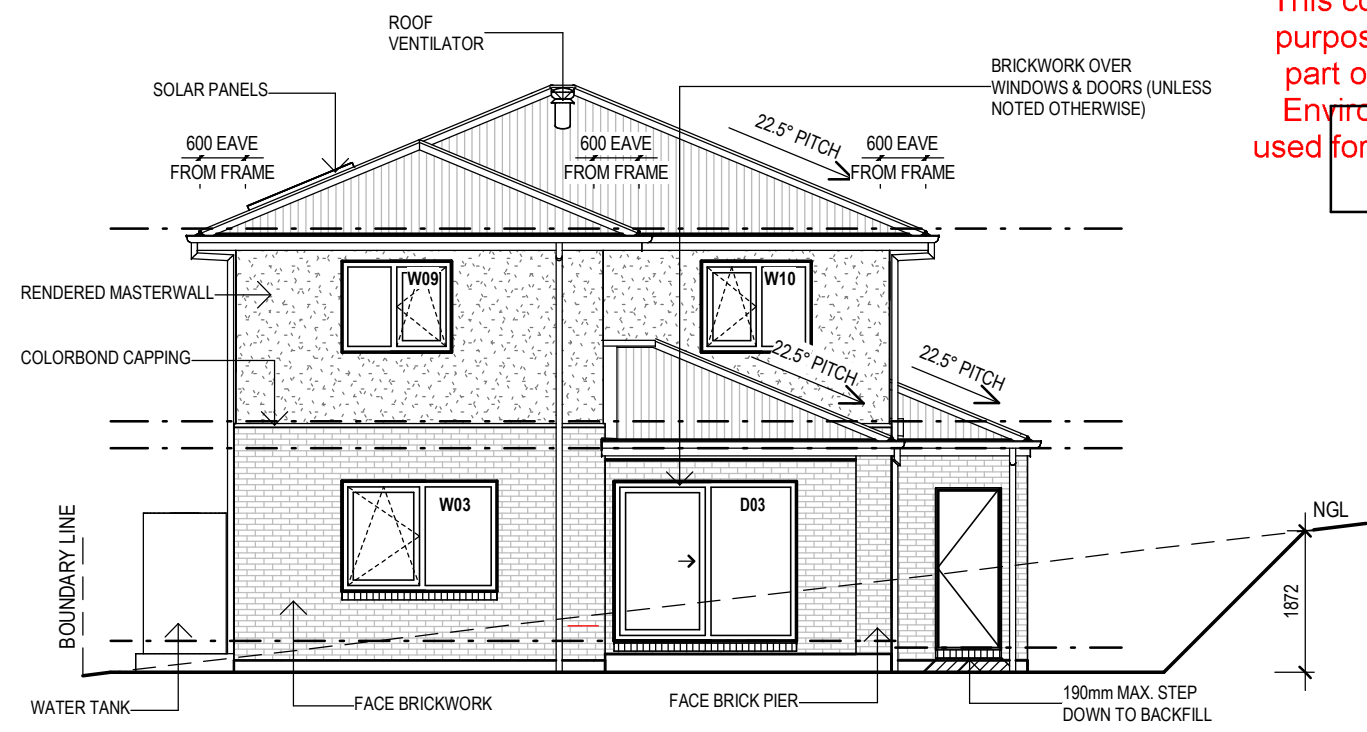 ROOF
VENTILATOR
SOLAR PANELS
600 EAVE
FROM FRAME
600 EAVE
FROM FRAME
22.5° PITCH
600 EAVE
FROM FRAME
BRICKWORK OVER
WINDOWS & DOORS (UNLESS
NOTED OTHERWISE)
This
purpos
part o
Enviro
used for
RENDERED MASTERWALL
W09
W10
COLORBOND CAPPING
22.5° PITCH
22.5° PITCH
BOUNDARY LINE
W03
D03
NGL
1872
WATER TANK
FACE BRICKWORK
FACE BRICK PIER
190mm MAX. STEP
DOWN TO BACKFILL